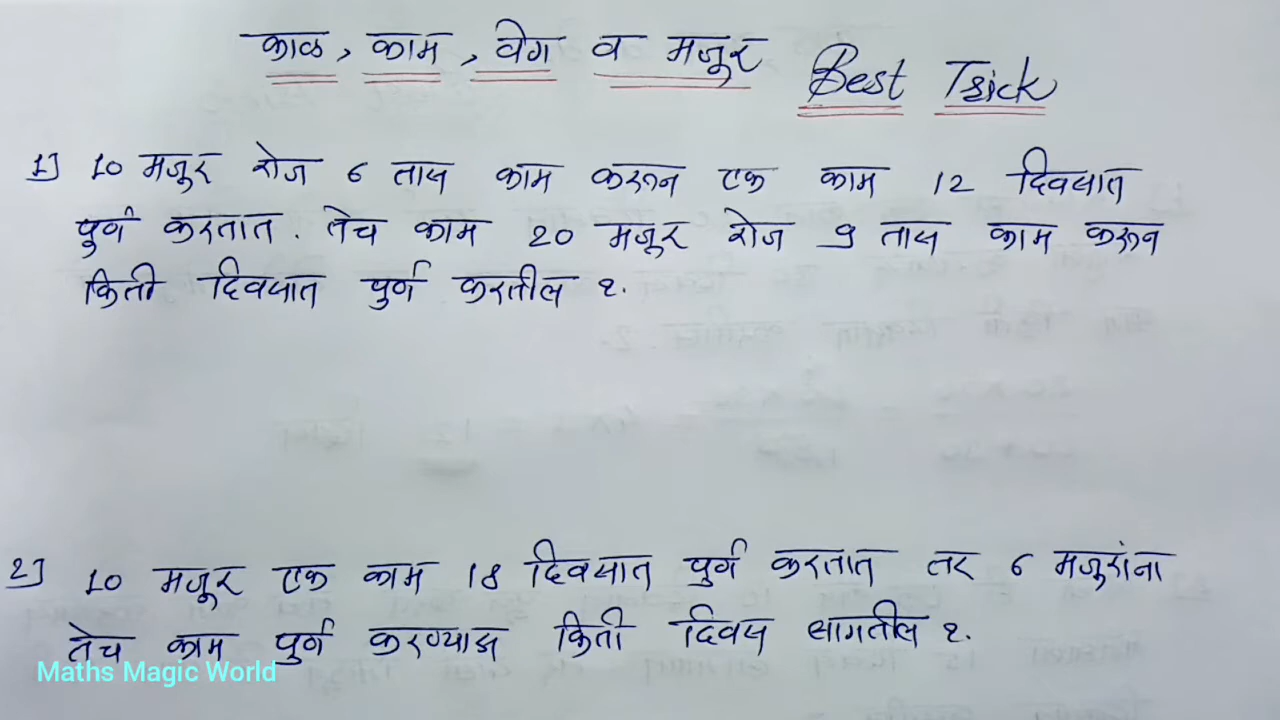 काळ, काम, वेग व मजूर Best Trick
1] 10 मजूर रोज 6 तास काम करून एक काम 12 दिवसात
पुर्ण करतात. तेच काम 20 मजूर रोज 9 तास काम करून
किती दिवसात पुर्ण करतील ?.
2] 10 मजूर एक काम 18 दिवसात पुर्ण करतात तर 6 मजुरांना
तेच काम पुर्ण करण्यास किती दिवस लागतील ?.
Maths Magic World